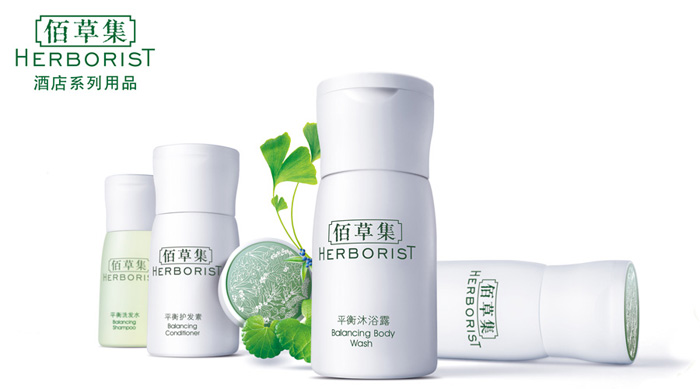 佰草集
HERBORIST
酒店系列用品
佰草集
HERBORIST
平衡洗发水
Balancing
Shampoo
佰草集
HERBORIST
平衡护发素
Balancing
Conditioner
佰草集
HERBORIST
平衡沐浴露
Balancing Body
Wash
佰草集
HERBORIST